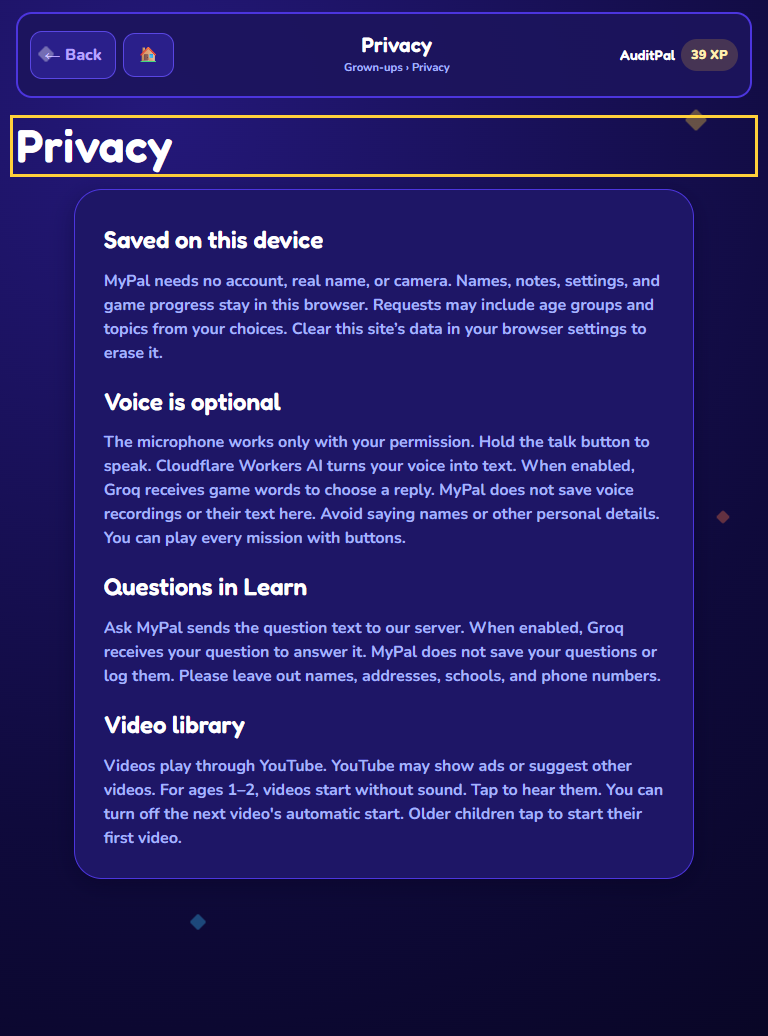 ← Back
Privacy
Grown-ups › Privacy
AuditPal
39 XP
Privacy
Saved on this device
MyPal needs no account, real name, or camera. Names, notes, settings, and
game progress stay in this browser. Requests may include age groups and
topics from your choices. Clear this site’s data in your browser settings to
erase it.
Voice is optional
The microphone works only with your permission. Hold the talk button to
speak. Cloudflare Workers AI turns your voice into text. When enabled,
Groq receives game words to choose a reply. MyPal does not save voice
recordings or their text here. Avoid saying names or other personal details.
You can play every mission with buttons.
Questions in Learn
Ask MyPal sends the question text to our server. When enabled, Groq
receives your question to answer it. MyPal does not save your questions or
log them. Please leave out names, addresses, schools, and phone numbers.
Video library
Videos play through YouTube. YouTube may show ads or suggest other
videos. For ages 1–2, videos start without sound. Tap to hear them. You can
turn off the next video's automatic start. Older children tap to start their
first video.